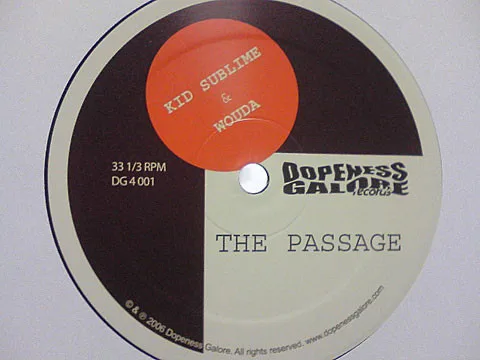 KID SUBLIME
&
WOUDA
33 1/3 RPM
DG 4 001
DOPENESS
GALORE
records
THE PASSAGE
© & ℗ 2006 Dopeness Galore. All rights reserved. www.dopenessgalore.com